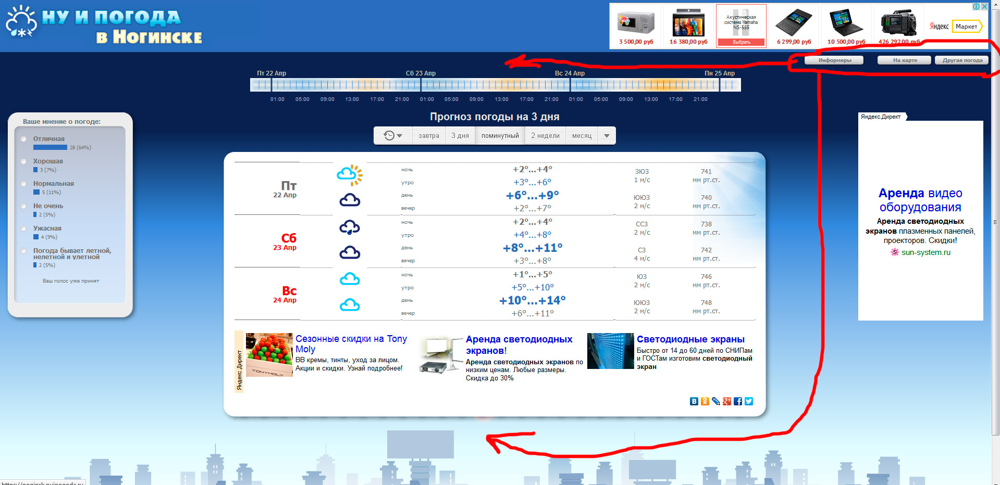 ну и погода
в Ногинске
3 500,00 руб
16 380,00 руб
Акустическая
система Yamaha
NS-555
Выбрать
6 299,00 руб
10 500,00 руб
426 292,00 руб
Яндекс Маркет
Информеры
На карте
Другая погода
Пт 22 Апр
Сб 23 Апр
Вс 24 Апр
Пн 25 Апр
01:00 05:00 09:00 13:00 17:00 21:00 01:00 05:00 09:00 13:00 17:00 21:00 01:00 05:00 09:00 13:00 17:00 21:00
Прогноз погоды на 3 дня
завтра 3 дня поминутный 2 недели месяц
Ваше мнение о погоде:
Отличная
28 (64%)
Хорошая
3 (7%)
Нормальная
5 (11%)
Не очень
2 (5%)
Ужасная
4 (9%)
Погода бывает летной,
нелетной и улетной
2 (5%)
Ваш голос уже принят
Пт
22 Апр
ночь +2°...+4°
утро +3°...+6°
день +6°...+9°
вечер +2°...+7°
ЗЮЗ
1 м/с
741
мм рт.ст.
ЮЮЗ
2 м/с
740
мм рт.ст.
Сб
23 Апр
ночь +2°...+4°
утро +4°...+8°
день +8°...+11°
вечер +3°...+8°
ССЗ
2 м/с
738
мм рт.ст.
СЗ
4 м/с
742
мм рт.ст.
Вс
24 Апр
ночь +1°...+5°
утро +5°...+10°
день +10°...+14°
вечер +6°...+11°
ЮЗ
2 м/с
746
мм рт.ст.
ЮЮЗ
2 м/с
748
мм рт.ст.
Яндекс.Директ
Сезонные скидки на Tony
Moly
BB кремы, тинты, уход за лицом.
Акции и скидки. Узнай подробнее!
TONYMOLY
Аренда светодиодных
экранов!
Аренда светодиодных экранов по
низким ценам. Любые размеры.
Скидка до 30%
Светодиодные экраны
Быстро от 14 до 60 дней по СНИПам
и ГОСТам изготовим светодиодный
экран
Яндекс.Директ
Аренда видео
оборудования
Аренда светодиодных
экранов плазменных панелей,
проекторов. Скидки!
sun-system.ru
https://noginsk.nuipogoda.ru